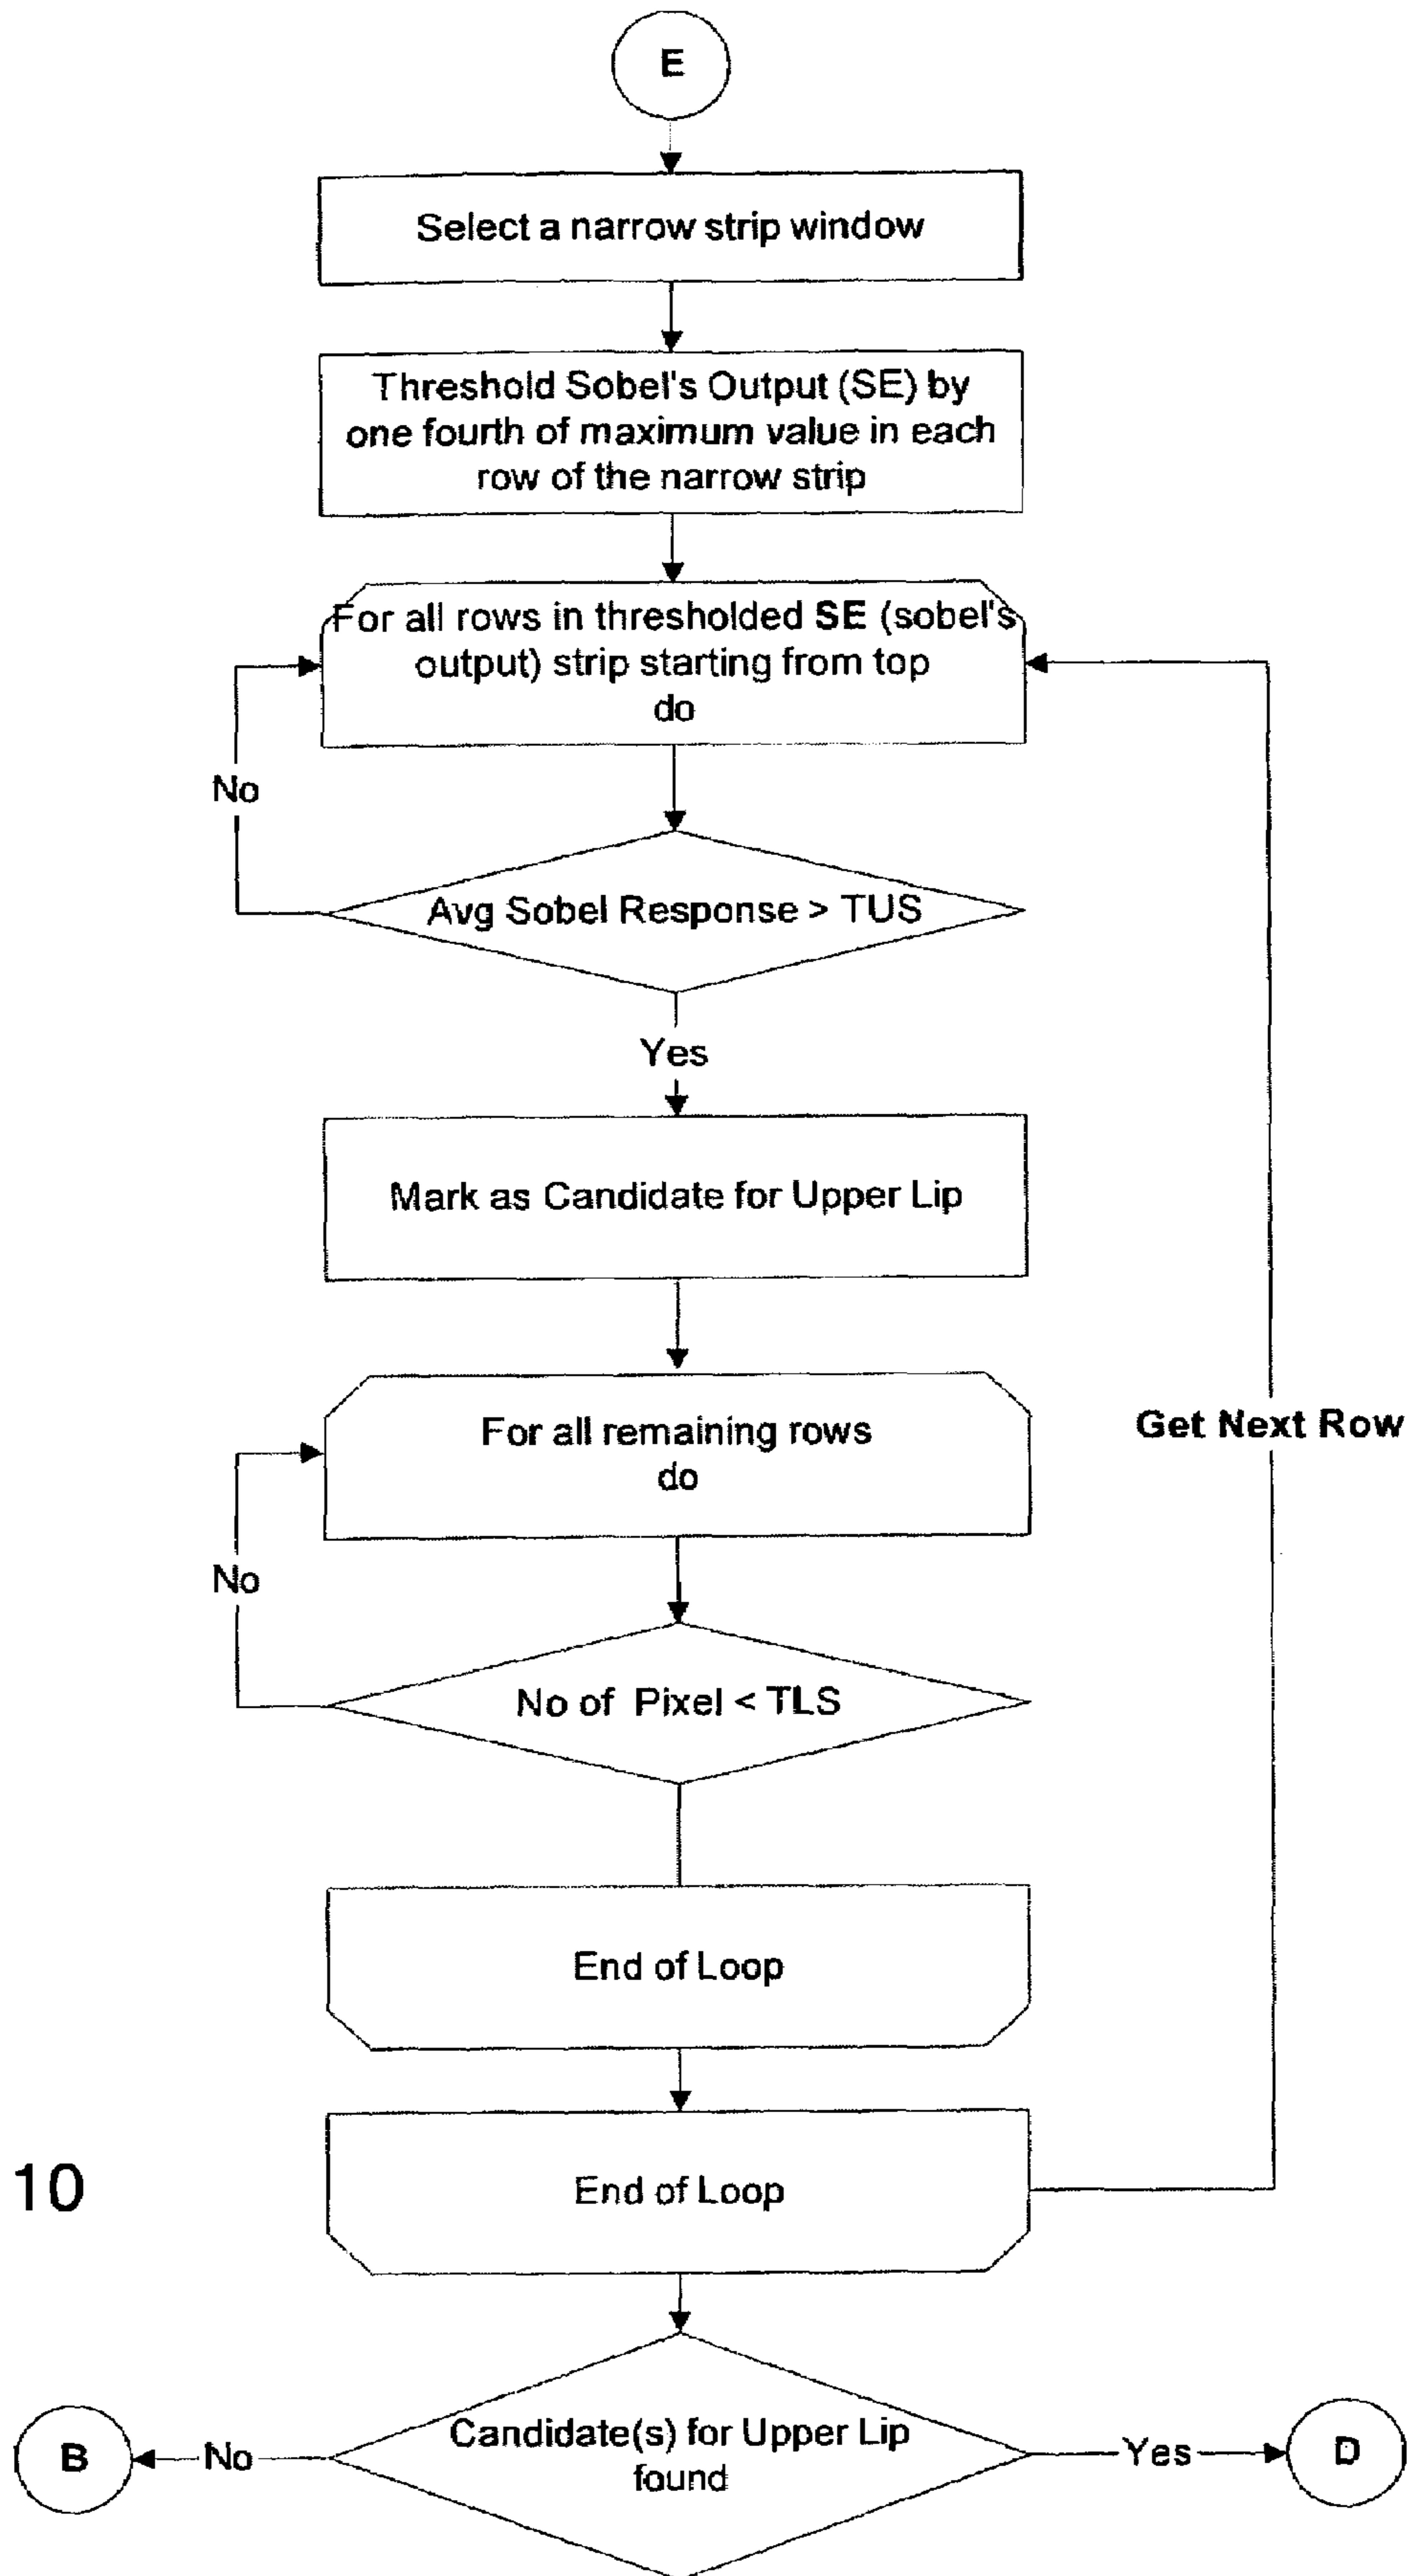 E
Select a narrow strip window
Threshold Sobel's Output (SE) by
one fourth of maximum value in each
row of the narrow strip
For all rows in thresholded SE (sobel's
output) strip starting from top
do
No
Avg Sobel Response > TUS
Yes
Mark as Candidate for Upper Lip
For all remaining rows
do
Get Next Row
No
No of Pixel < TLS
End of Loop
10
End of Loop
B
No
Candidate(s) for Upper Lip
found
Yes
D